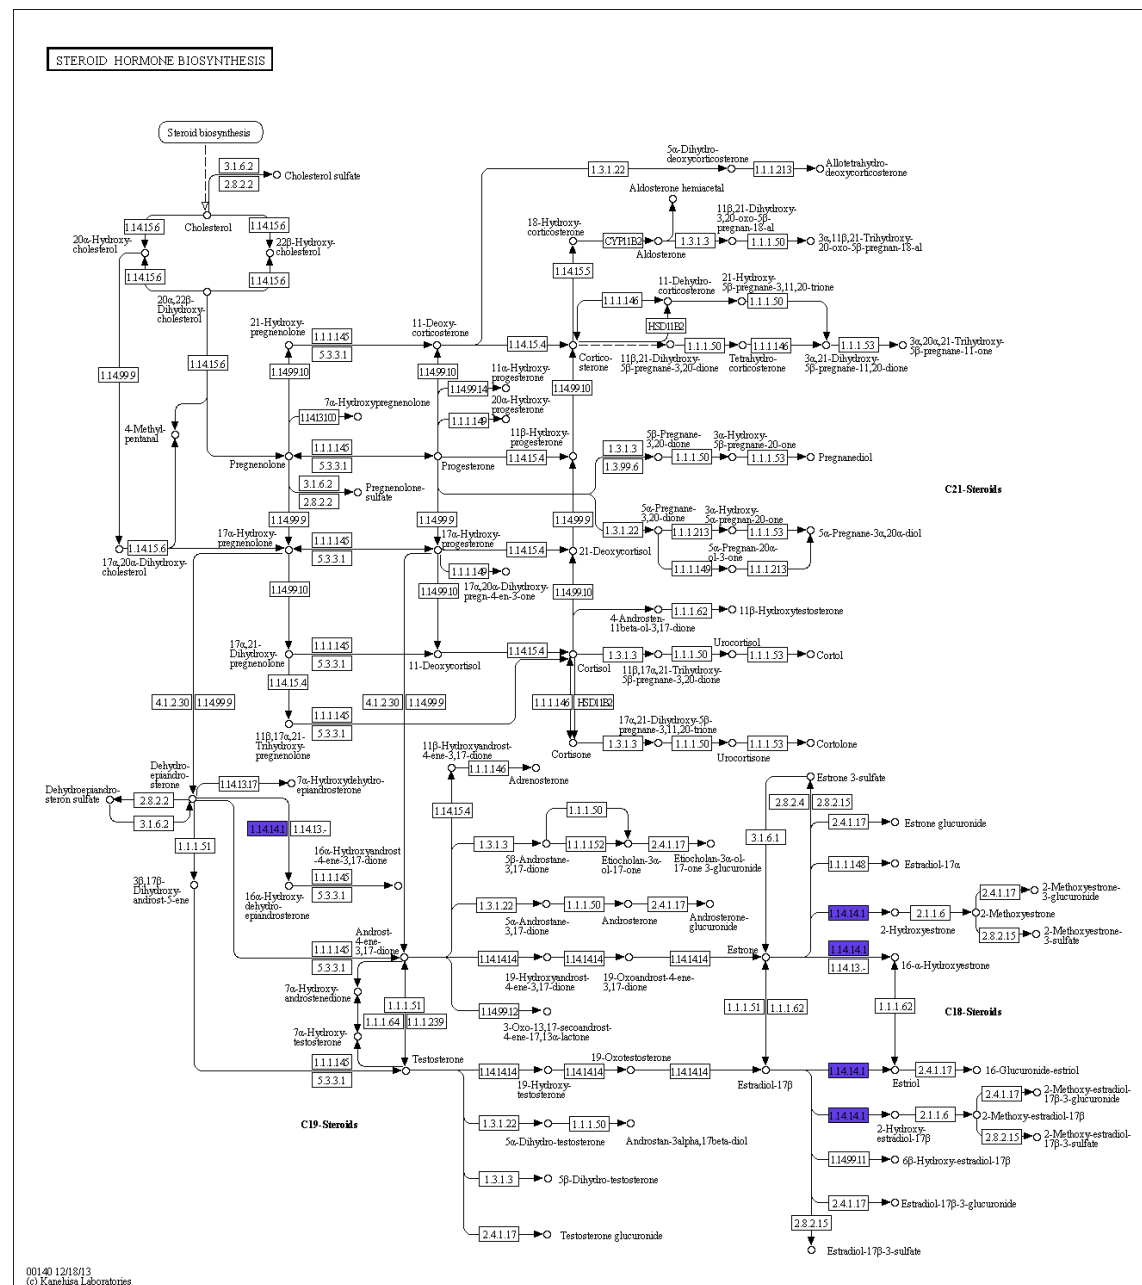 STEROID HORMONE BIOSYNTHESIS
Steroid biosynthesis
3.1.6.2
2.8.2.2
Cholesterol sulfate
Cholesterol
1.14.15.6
1.14.15.6
20α-Hydroxy-
cholesterol
22β-Hydroxy-
cholesterol
1.14.15.6
1.14.15.6
20α,22β-
Dihydroxy-
cholesterol
1.14.15.6
1.14.99.9
4-Methyl-
pentanal
1.14.15.6
17α,20α-Dihydroxy-
cholesterol
5α-Dihydro-
deoxycorticosterone
1.3.1.22
1.1.1.213
Allotetrahydro-
deoxycorticosterone
Aldosterone hemiacetal
18-Hydroxy-
corticosterone
CYP11B2
Aldosterone
1.3.1.3
11β,21-Dihydroxy-
3,20-oxo-5β-
pregnan-18-al
1.1.1.50
3α,11β,21-Trihydroxy-
20-oxo-5β-pregnan-18-al
1.14.15.5
11-Dehydro-
corticosterone
1.1.1.146
21-Hydroxy-
5β-pregnane-3,11,20-trione
1.1.1.50
HSD11B2
21-Hydroxy-
pregnenolone
1.1.1.145
5.3.3.1
11-Deoxy-
corticosterone
1.14.15.4
Cortico-
sterone
11β,21-Dihydroxy-
5β-pregnane-3,20-dione
1.1.1.50
Tetrahydro-
corticosterone
1.1.1.146
3α,21-Dihydroxy-
5β-pregnane-11,20-dione
1.1.1.53
3α,20α,21-Trihydroxy-
5β-pregnane-11-one
1.14.99.10
1.14.99.10
1.14.99.10
11α-Hydroxy-
progesterone
1.14.99.14
20α-Hydroxy-
progesterone
1.1.1.149
7α-Hydroxypregnenolone
1.14.13.100
11β-Hydroxy-
progesterone
Pregnenolone
1.1.1.145
5.3.3.1
Progesterone
1.14.15.4
1.3.1.3
1.3.99.6
5β-Pregnane-
3,20-dione
1.1.1.50
3α-Hydroxy-
5β-pregnane-20-one
1.1.1.53
Pregnanediol
3.1.6.2
2.8.2.2
Pregnenolone-
sulfate
C21-Steroids
1.14.99.9
1.14.99.9
1.14.99.9
5α-Pregnane-
3,20-dione
1.3.1.22
1.1.1.213
3α-Hydroxy-
5α-pregnan-20-one
1.1.1.53
5α-Pregnane-3α,20α-diol
5α-Pregnan-20α-
ol-3-one
1.1.1.149
1.1.1.213
17α-Hydroxy-
pregnenolone
1.1.1.145
5.3.3.1
17α-Hydroxy-
progesterone
1.14.15.4
21-Deoxycortisol
1.1.1.149
17α,20α-Dihydroxy-
pregn-4-en-3-one
1.14.99.10
1.14.99.10
1.14.99.10
4-Androsten-
11beta-ol-3,17-dione
1.1.1.62
11β-Hydroxytestosterone
17α,21-
Dihydroxy-
pregnenolone
1.1.1.145
5.3.3.1
11-Deoxycortisol
1.14.15.4
Cortisol
1.3.1.3
11β,17α,21-Trihydroxy-
5β-pregnane-3,20-dione
1.1.1.50
Urocortisol
1.1.1.53
Cortol
1.14.15.4
4.1.2.30
1.14.99.9
4.1.2.30
1.14.99.9
1.1.1.146
HSD11B2
11β,17α,21-
Trihydroxy-
pregnenolone
1.1.1.145
5.3.3.1
Cortisone
17α,21-Dihydroxy-5β-
pregnane-3,11,20-trione
1.3.1.3
1.1.1.50
Urocortisone
1.1.1.53
Cortolone
11β-Hydroxyandrost-
4-ene-3,17-dione
1.1.1.146
Adrenosterone
1.14.15.4
Dehydro-
epiandro-
sterone
Dehydroepiandro-
steron sulfate
2.8.2.2
3.1.6.2
1.14.13.17
7α-Hydroxydehydro-
epiandrosterone
1.14.14.1
1.14.13.-
1.1.1.51
3β,17β-
Dihydroxy-
androst-5-ene
16α-Hydroxy-
dehydro-
epiandrosterone
1.1.1.145
5.3.3.1
16α-Hydroxyandrost
-4-ene-3,17-dione
1.3.1.3
5β-Androstane-
3,17-dione
1.1.1.50
1.1.1.152
Etiocholan-3α-
ol-17-one
2.4.1.17
Etiocholan-3α-ol-
17-one 3-glucuronide
1.3.1.22
5α-Androstane-
3,17-dione
1.1.1.50
Androsterone
2.4.1.17
Androsterone-
glucuronide
Estrone 3-sulfate
2.8.2.4
2.8.2.15
3.1.6.1
2.4.1.17
Estrone glucuronide
1.1.1.148
Estradiol-17α
1.14.14.1
2-Hydroxyestrone
2.1.1.6
2-Methoxyestrone
2.4.1.17
2-Methoxyestrone-
3-glucuronide
2.8.2.15
2-Methoxyestrone-
3-sulfate
1.1.1.145
5.3.3.1
Androst-
4-ene-
3,17-dione
1.14.14.14
19-Hydroxyandrost-
4-ene-3,17-dione
1.14.14.14
19-Oxoandrost-4-ene-
3,17-dione
1.14.14.14
Estrone
1.14.14.1
1.14.13.-
16-α-Hydroxyestrone
7α-Hydroxy-
androstenedione
1.1.1.51
1.1.1.64
1.1.1.239
1.14.99.12
3-Oxo-13,17-secoandrost-
4-ene-17,13α-lactone
1.1.1.51
1.1.1.62
1.1.1.62
C18-Steroids
7α-Hydroxy-
testosterone
1.1.1.145
5.3.3.1
Testosterone
1.14.14.14
19-Hydroxy-
testosterone
1.14.14.14
19-Oxotestosterone
1.14.14.14
Estradiol-17β
1.14.14.1
Estriol
2.4.1.17
16-Glucuronide-estriol
1.14.14.1
2-Hydroxy-
estradiol-17β
2.1.1.6
2-Methoxy-estradiol-17β
2.4.1.17
2-Methoxy-estradiol-
17β-3-glucuronide
2.8.2.15
2-Methoxy-estradiol-
17β-3-sulfate
C19-Steroids
1.3.1.22
5α-Dihydro-testosterone
1.1.1.50
Androstan-3alpha,17beta-diol
1.14.99.11
6β-Hydroxy-estradiol-17β
1.3.1.3
5β-Dihydro-testosterone
2.4.1.17
Estradiol-17β-3-glucuronide
2.4.1.17
Testosterone glucuronide
2.8.2.15
Estradiol-17β-3-sulfate
00140 12/18/13
(c) Kanehisa Laboratories